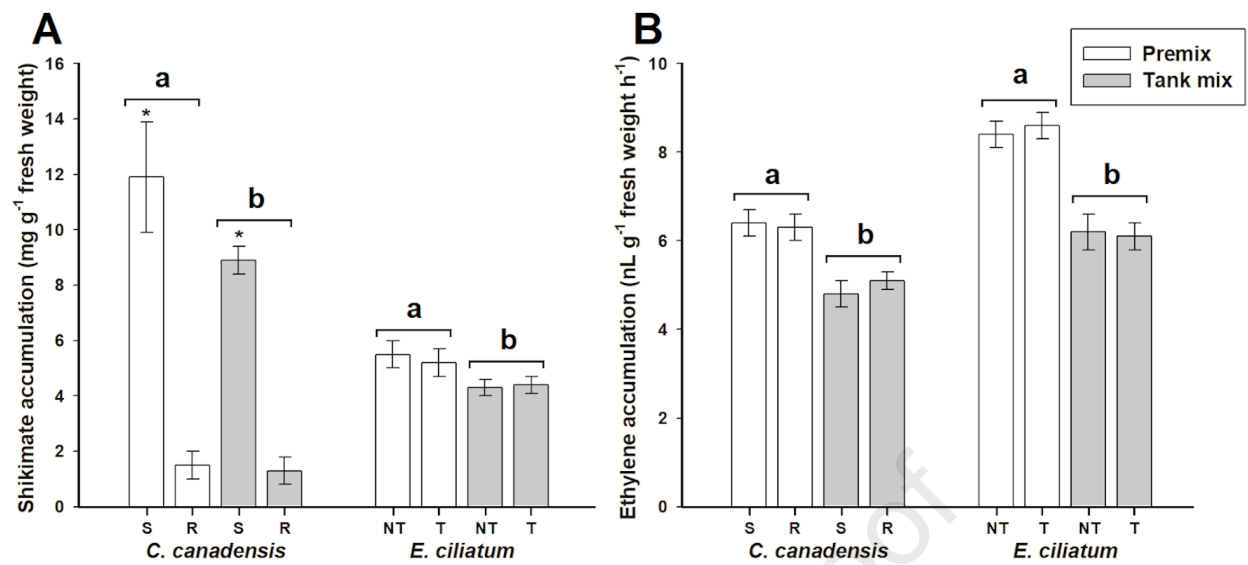 A
Shikimate accumulation (mg g-1 fresh weight)
16
14
12
10
8
6
4
2
0
a
*
b
*
a
b
S R S R NT T NT T
C. canadensis E. ciliatum
B
Premix
Tank mix
Ethylene accumulation (nL g-1 fresh weight h-1)
10
8
6
4
2
0
a
b
a
b
S R S R NT T NT T
C. canadensis E. ciliatum